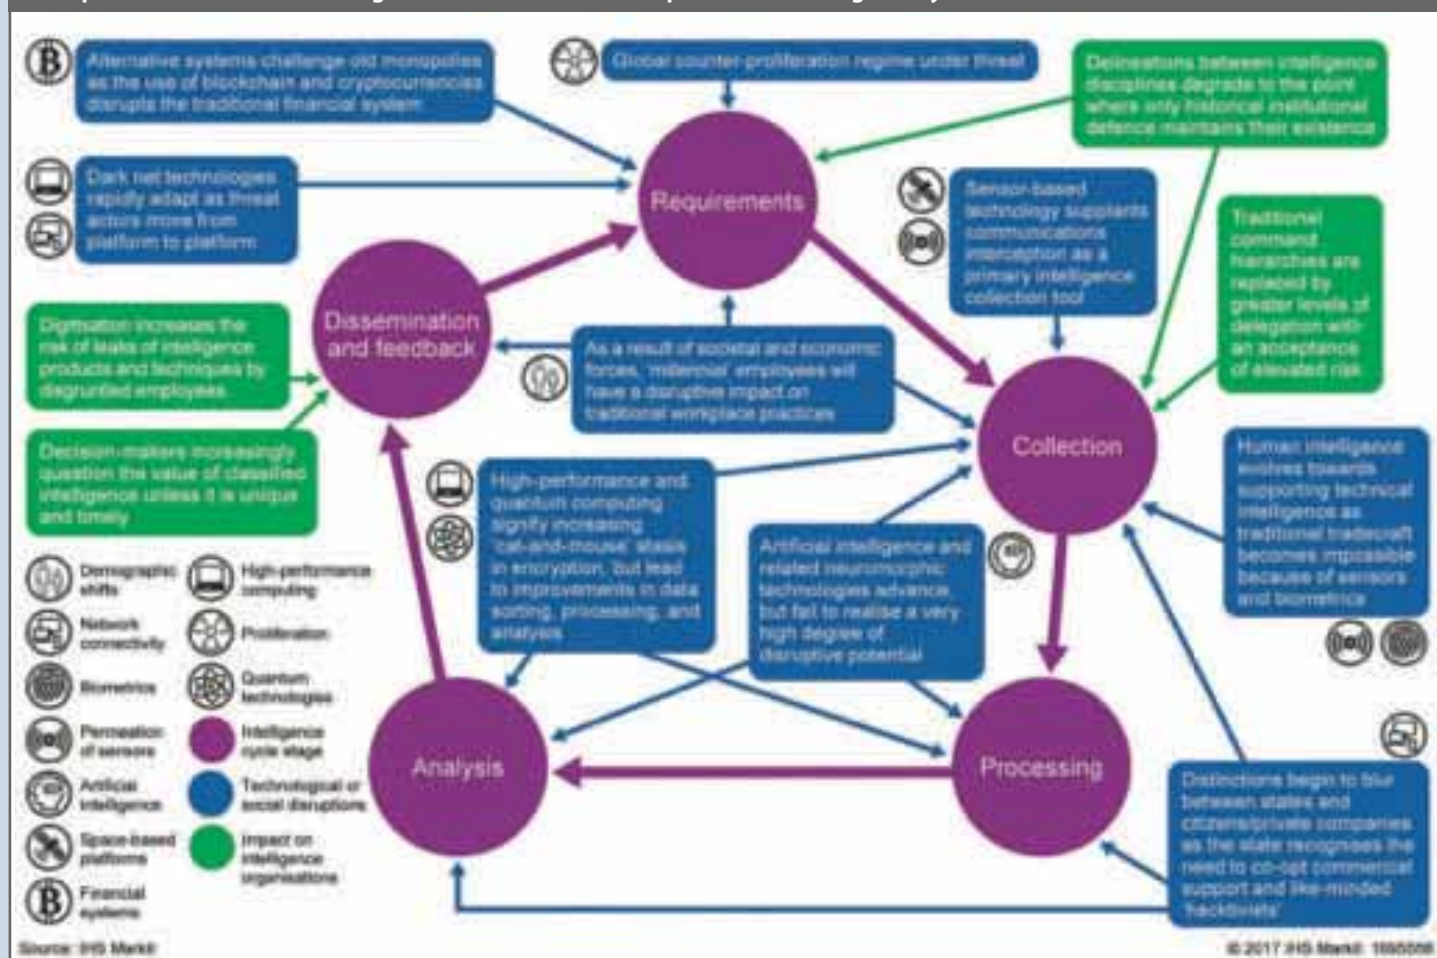 Alternative systems challenge old monopolies
as the use of blockchain and cryptocurrencies
disrupts the traditional financial system
Global counter-proliferation regime under threat
Delineations between intelligence
disciplines degrade to the point
where only historical institutional
defence maintains their existence
Dark net technologies
rapidly adapt as threat
actors move from
platform to platform
Requirements
Sensor-based
technology supplants
communications
interception as a
primary intelligence
collection tool
Traditional
command
hierarchies are
replaced by
greater levels of
delegation with
an acceptance
of elevated risk
Dissemination
and feedback
Digitisation increases the
risk of leaks of intelligence
products and techniques by
disgruntled employees
As a result of societal and economic
forces, 'millennial' employees will
have a disruptive impact on
traditional workplace practices
Decision-makers increasingly
question the value of classified
intelligence unless it is unique
and timely
Collection
Human intelligence
evolves towards
supporting technical
intelligence as
traditional tradecraft
becomes impossible
because of sensors
and biometrics
High-performance and
quantum computing
signify increasing
'cat-and-mouse' stasis
in encryption, but lead
to improvements in data
sorting, processing, and
analysis
Artificial intelligence and
related neuromorphic
technologies advance,
but fail to realise a very
high degree of
disruptive potential
Analysis
Processing
Distinctions begin to blur
between states and
citizens/private companies
as the state recognises the
need to co-opt commercial
support and like-minded
'hacktivists'
Demographic
shifts
Network
connectivity
Biometrics
Permeation
of sensors
Artificial
intelligence
Space-based
platforms
Financial
systems
High-performance
computing
Proliferation
Quantum
technologies
Intelligence
cycle stage
Technological or
social disruptions
Impact on
intelligence
organisations
Source: IHS Markit
© 2017 IHS Markit